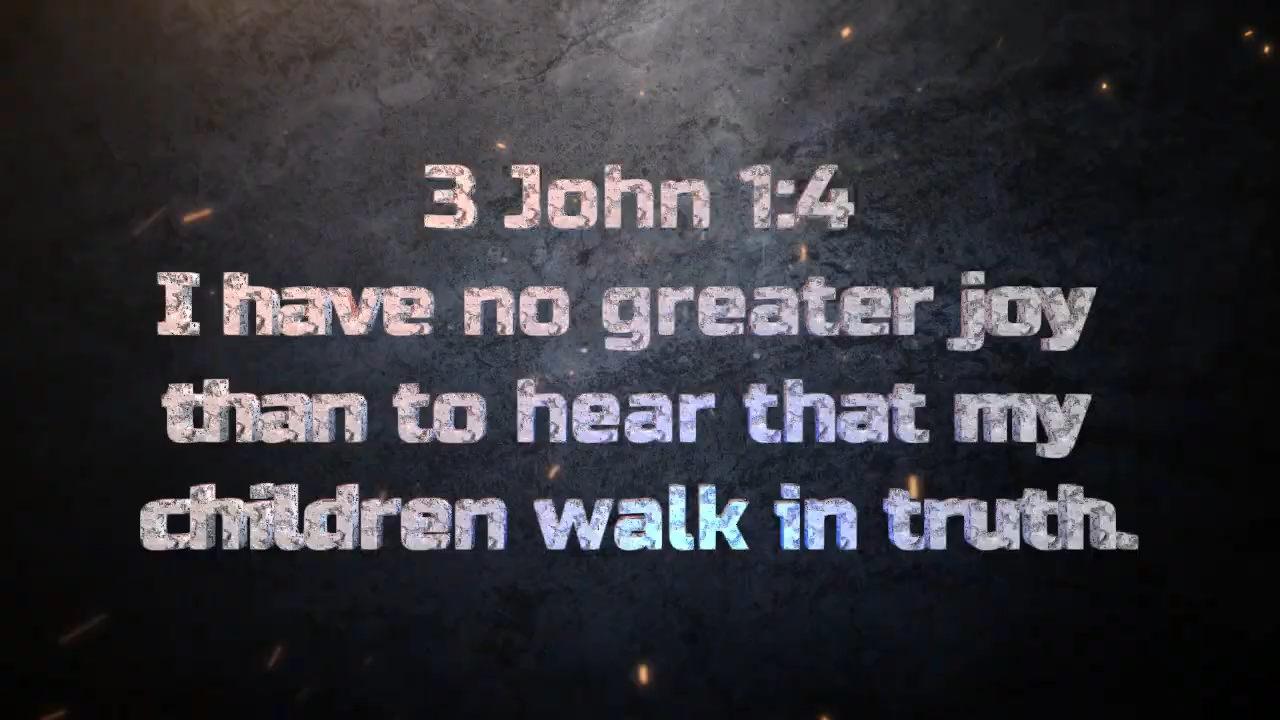 3 John 1:4
I have no greater joy
than to hear that my
children walk in truth.